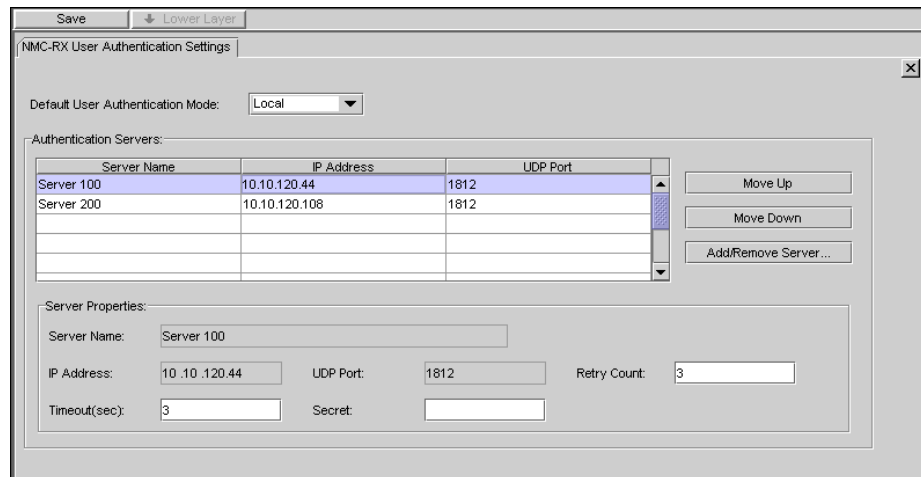 Save Lower Layer
NMC-RX User Authentication Settings
Default User Authentication Mode: Local
Authentication Servers:
Server Name IP Address UDP Port
Server 100 10.10.120.44 1812
Server 200 10.10.120.108 1812
Move Up
Move Down
Add/Remove Server...
Server Properties:
Server Name: Server 100
IP Address: 10 .10 .120.44 UDP Port: 1812 Retry Count: 3
Timeout(sec): 3 Secret: